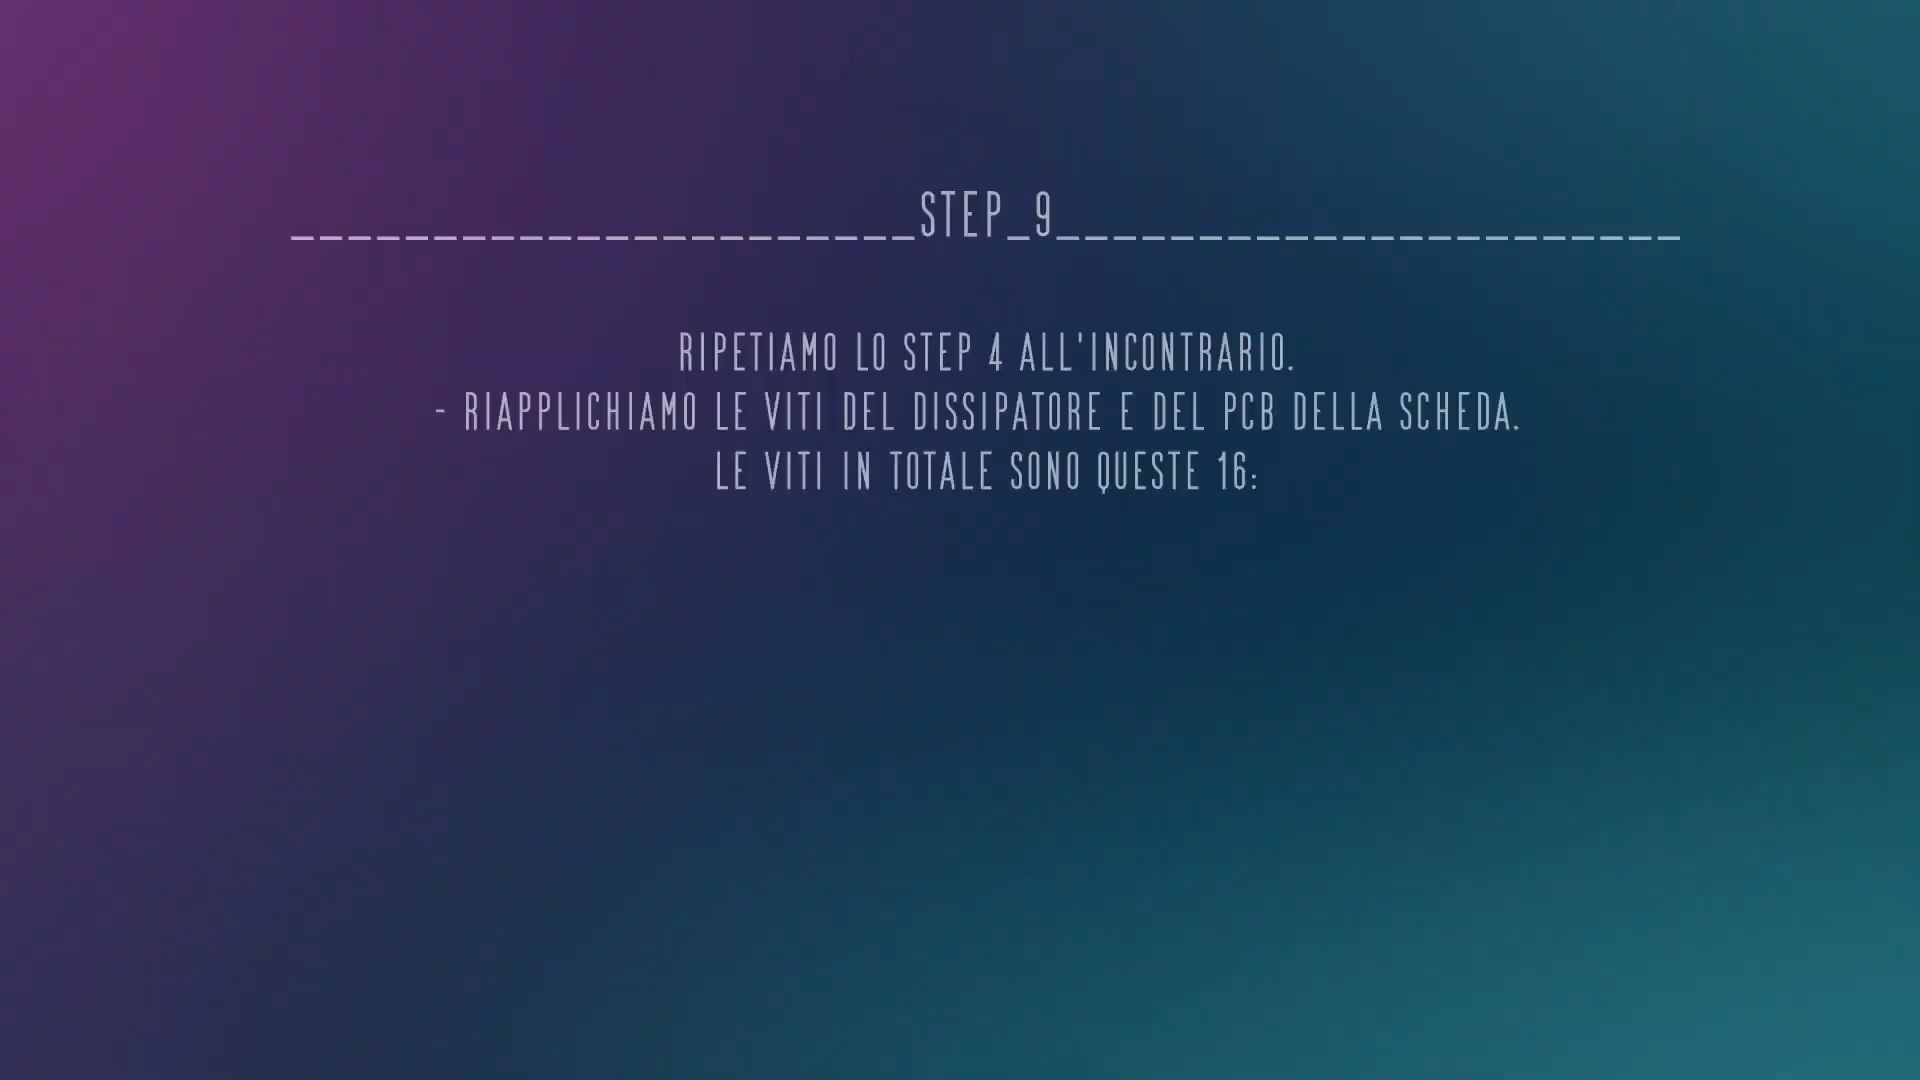 ______________________STEP_9______________________
RIPETIAMO LO STEP 4 ALL'INCONTRARIO.
- RIAPPLICHIAMO LE VITI DEL DISSIPATORE E DEL PCB DELLA SCHEDA.
LE VITI IN TOTALE SONO QUESTE 16: